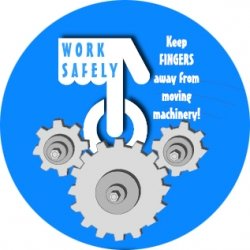 WORK
SAFELY
Keep
FINGERS
away from
moving
machinery!